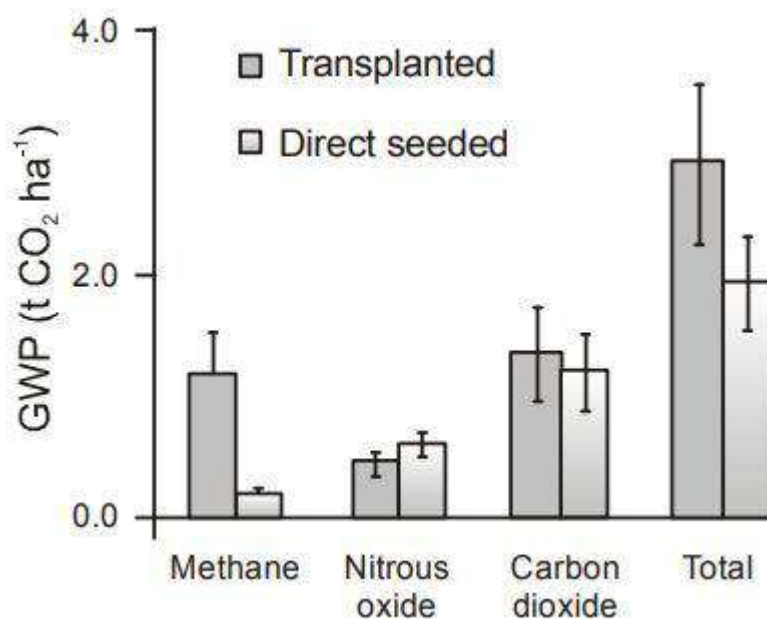 4.0
Transplanted
Direct seeded
GWP (t CO₂ ha⁻¹)
2.0
0.0
Methane
Nitrous
oxide
Carbon
dioxide
Total